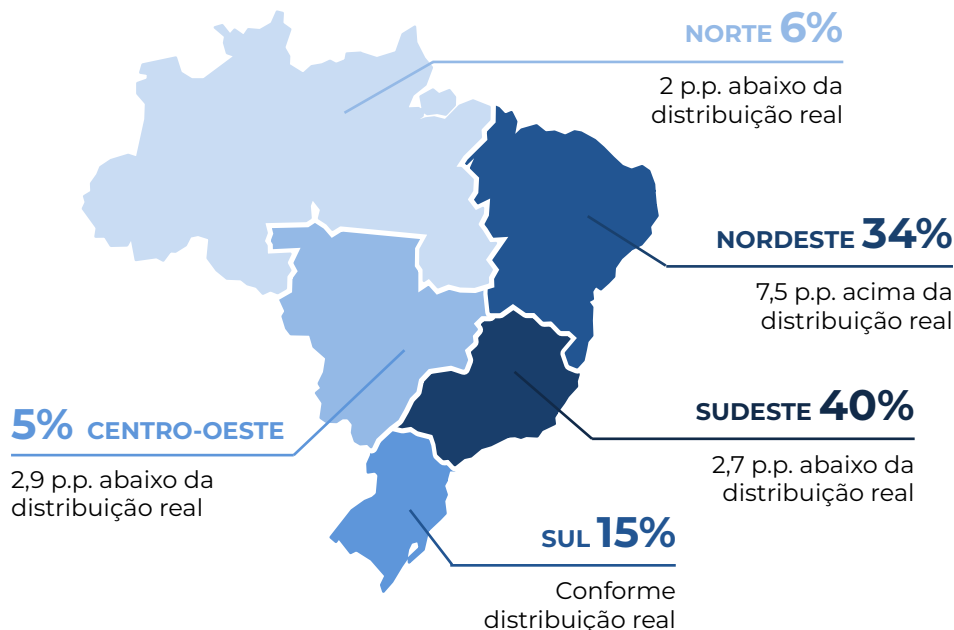 NORTE 6%
2 p.p. abaixo da
distribuição real
NORDESTE 34%
7,5 p.p. acima da
distribuição real
5% CENTRO-OESTE
2,9 p.p. abaixo da
distribuição real
SUDESTE 40%
2,7 p.p. abaixo da
distribuição real
SUL 15%
Conforme
distribuição real